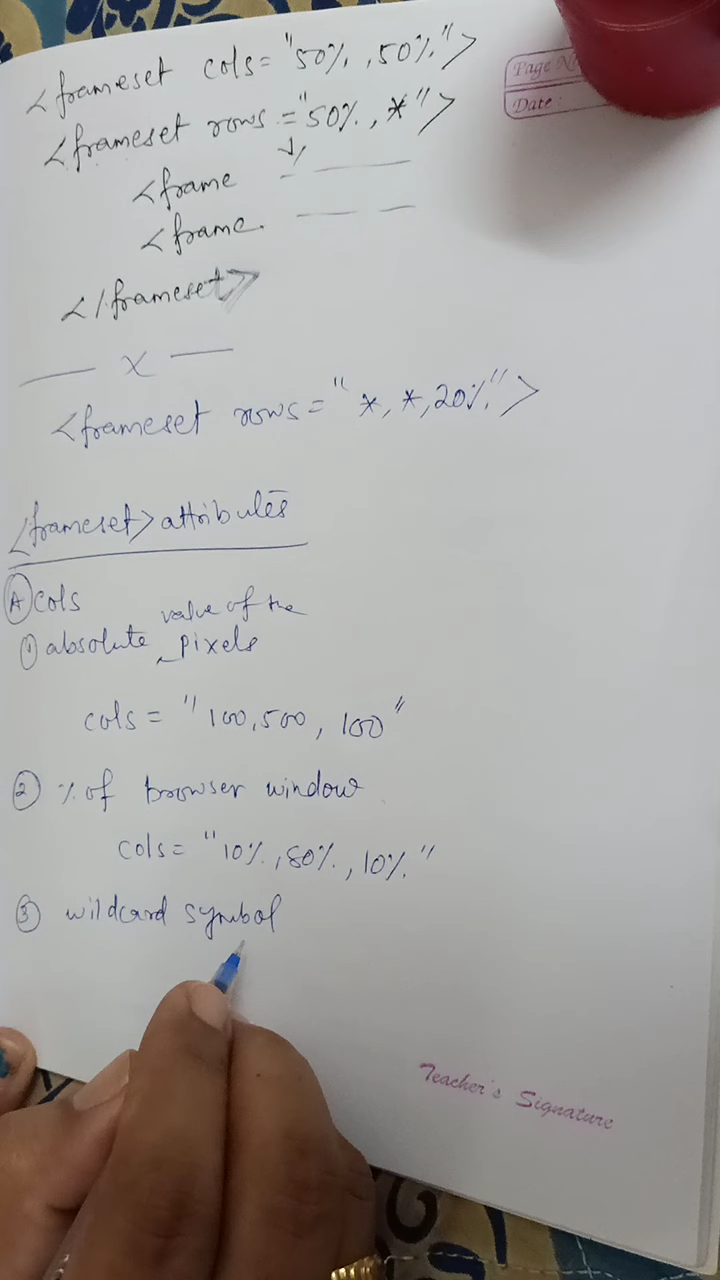 <frameset cols="50%,50%">
Page N
Date :
<frameset rows="50%,*">
<frame
<frame.
</frameset>
x
<frameset rows="*,*,20%">
<frameset> attributes
A cols
value of the
1 absolute pixels
cols="100,500,100"
2 % of browser window
cols="10%,80%,10%"
3 wildcard symbol
Teacher's Signature